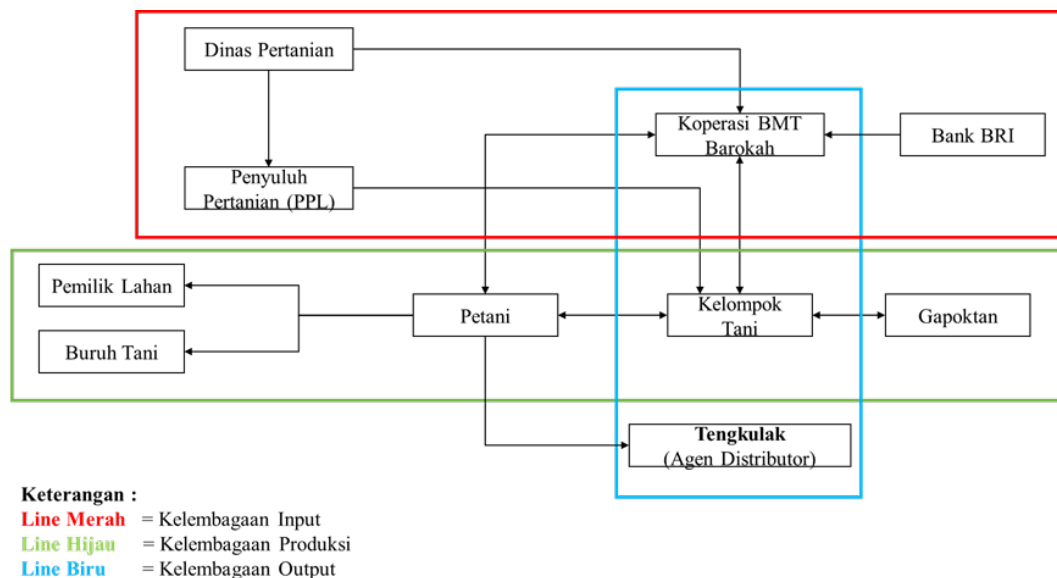 Dinas Pertanian
Koperasi BMT
Barokah
Bank BRI
Penyuluh
Pertanian (PPL)
Pemilik Lahan
Petani
Kelompok
Tani
Gapoktan
Buruh Tani
Tengkulak
(Agen Distributor)
Keterangan :
Line Merah = Kelembagaan Input
Line Hijau = Kelembagaan Produksi
Line Biru = Kelembagaan Output